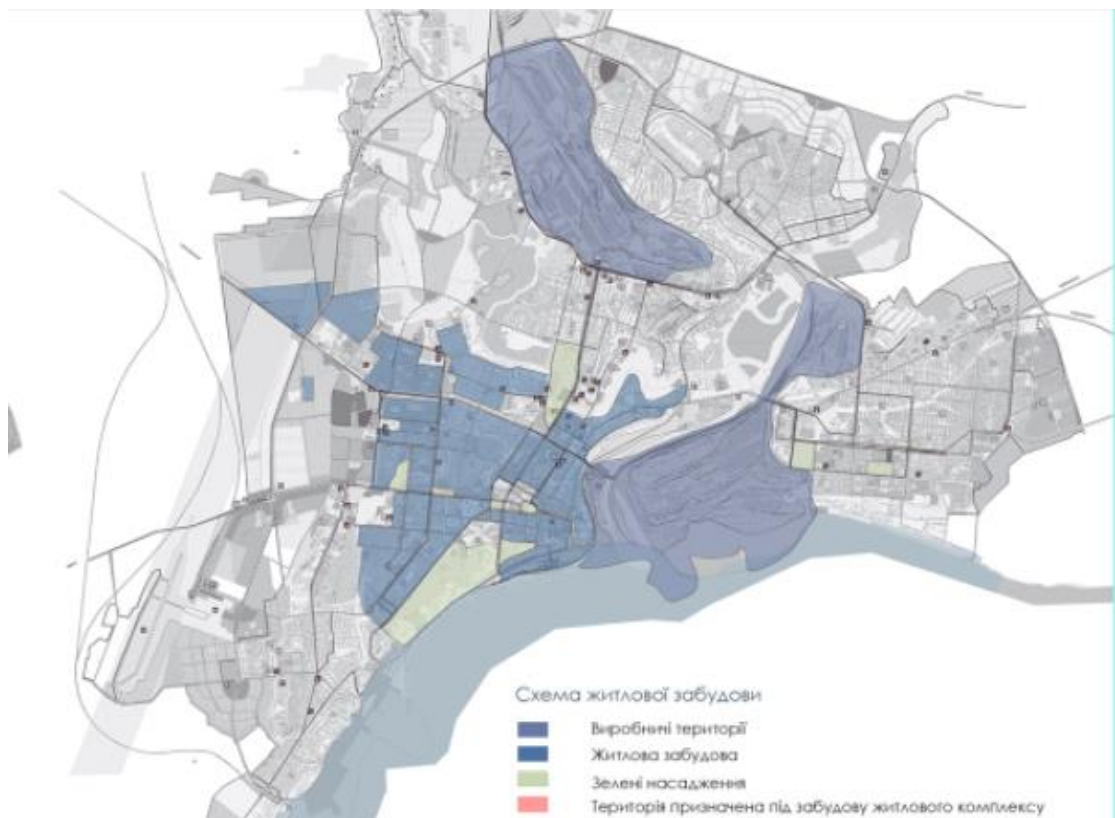 Схема житлової забудови
Виробничі території
Житлова забудова
Зелені насадження
Територія призначена під забудову житлового комплексу